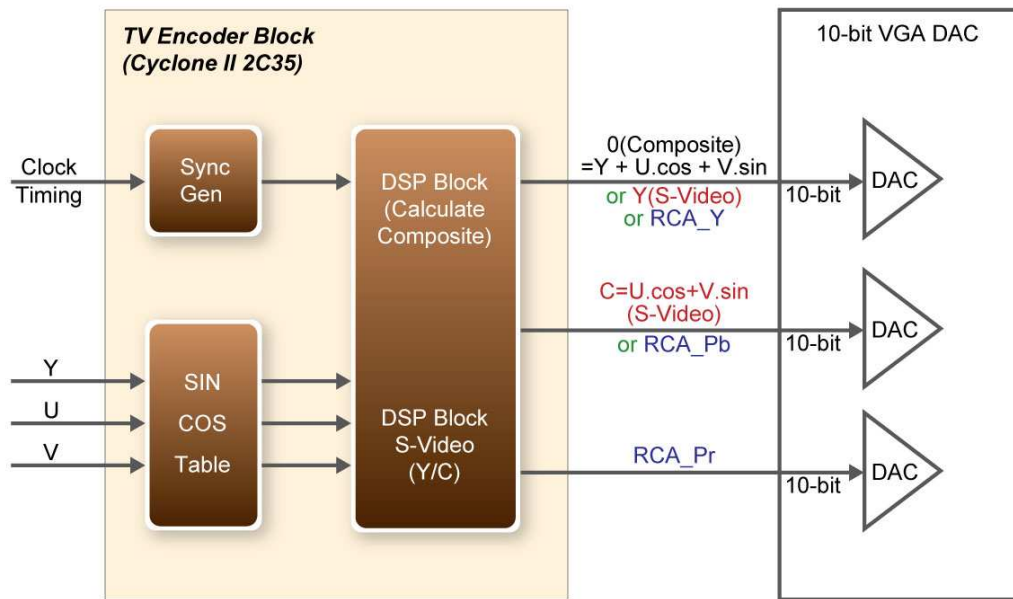 TV Encoder Block
(Cyclone II 2C35)
10-bit VGA DAC
Clock
Timing
Sync
Gen
DSP Block
(Calculate
Composite)
0(Composite)
=Y + U.cos + V.sin
or Y(S-Video)
or RCA_Y
10-bit
DAC
C=U.cos+V.sin
(S-Video)
or RCA_Pb
10-bit
DAC
Y
U
V
SIN
COS
Table
DSP Block
S-Video
(Y/C)
RCA_Pr
10-bit
DAC